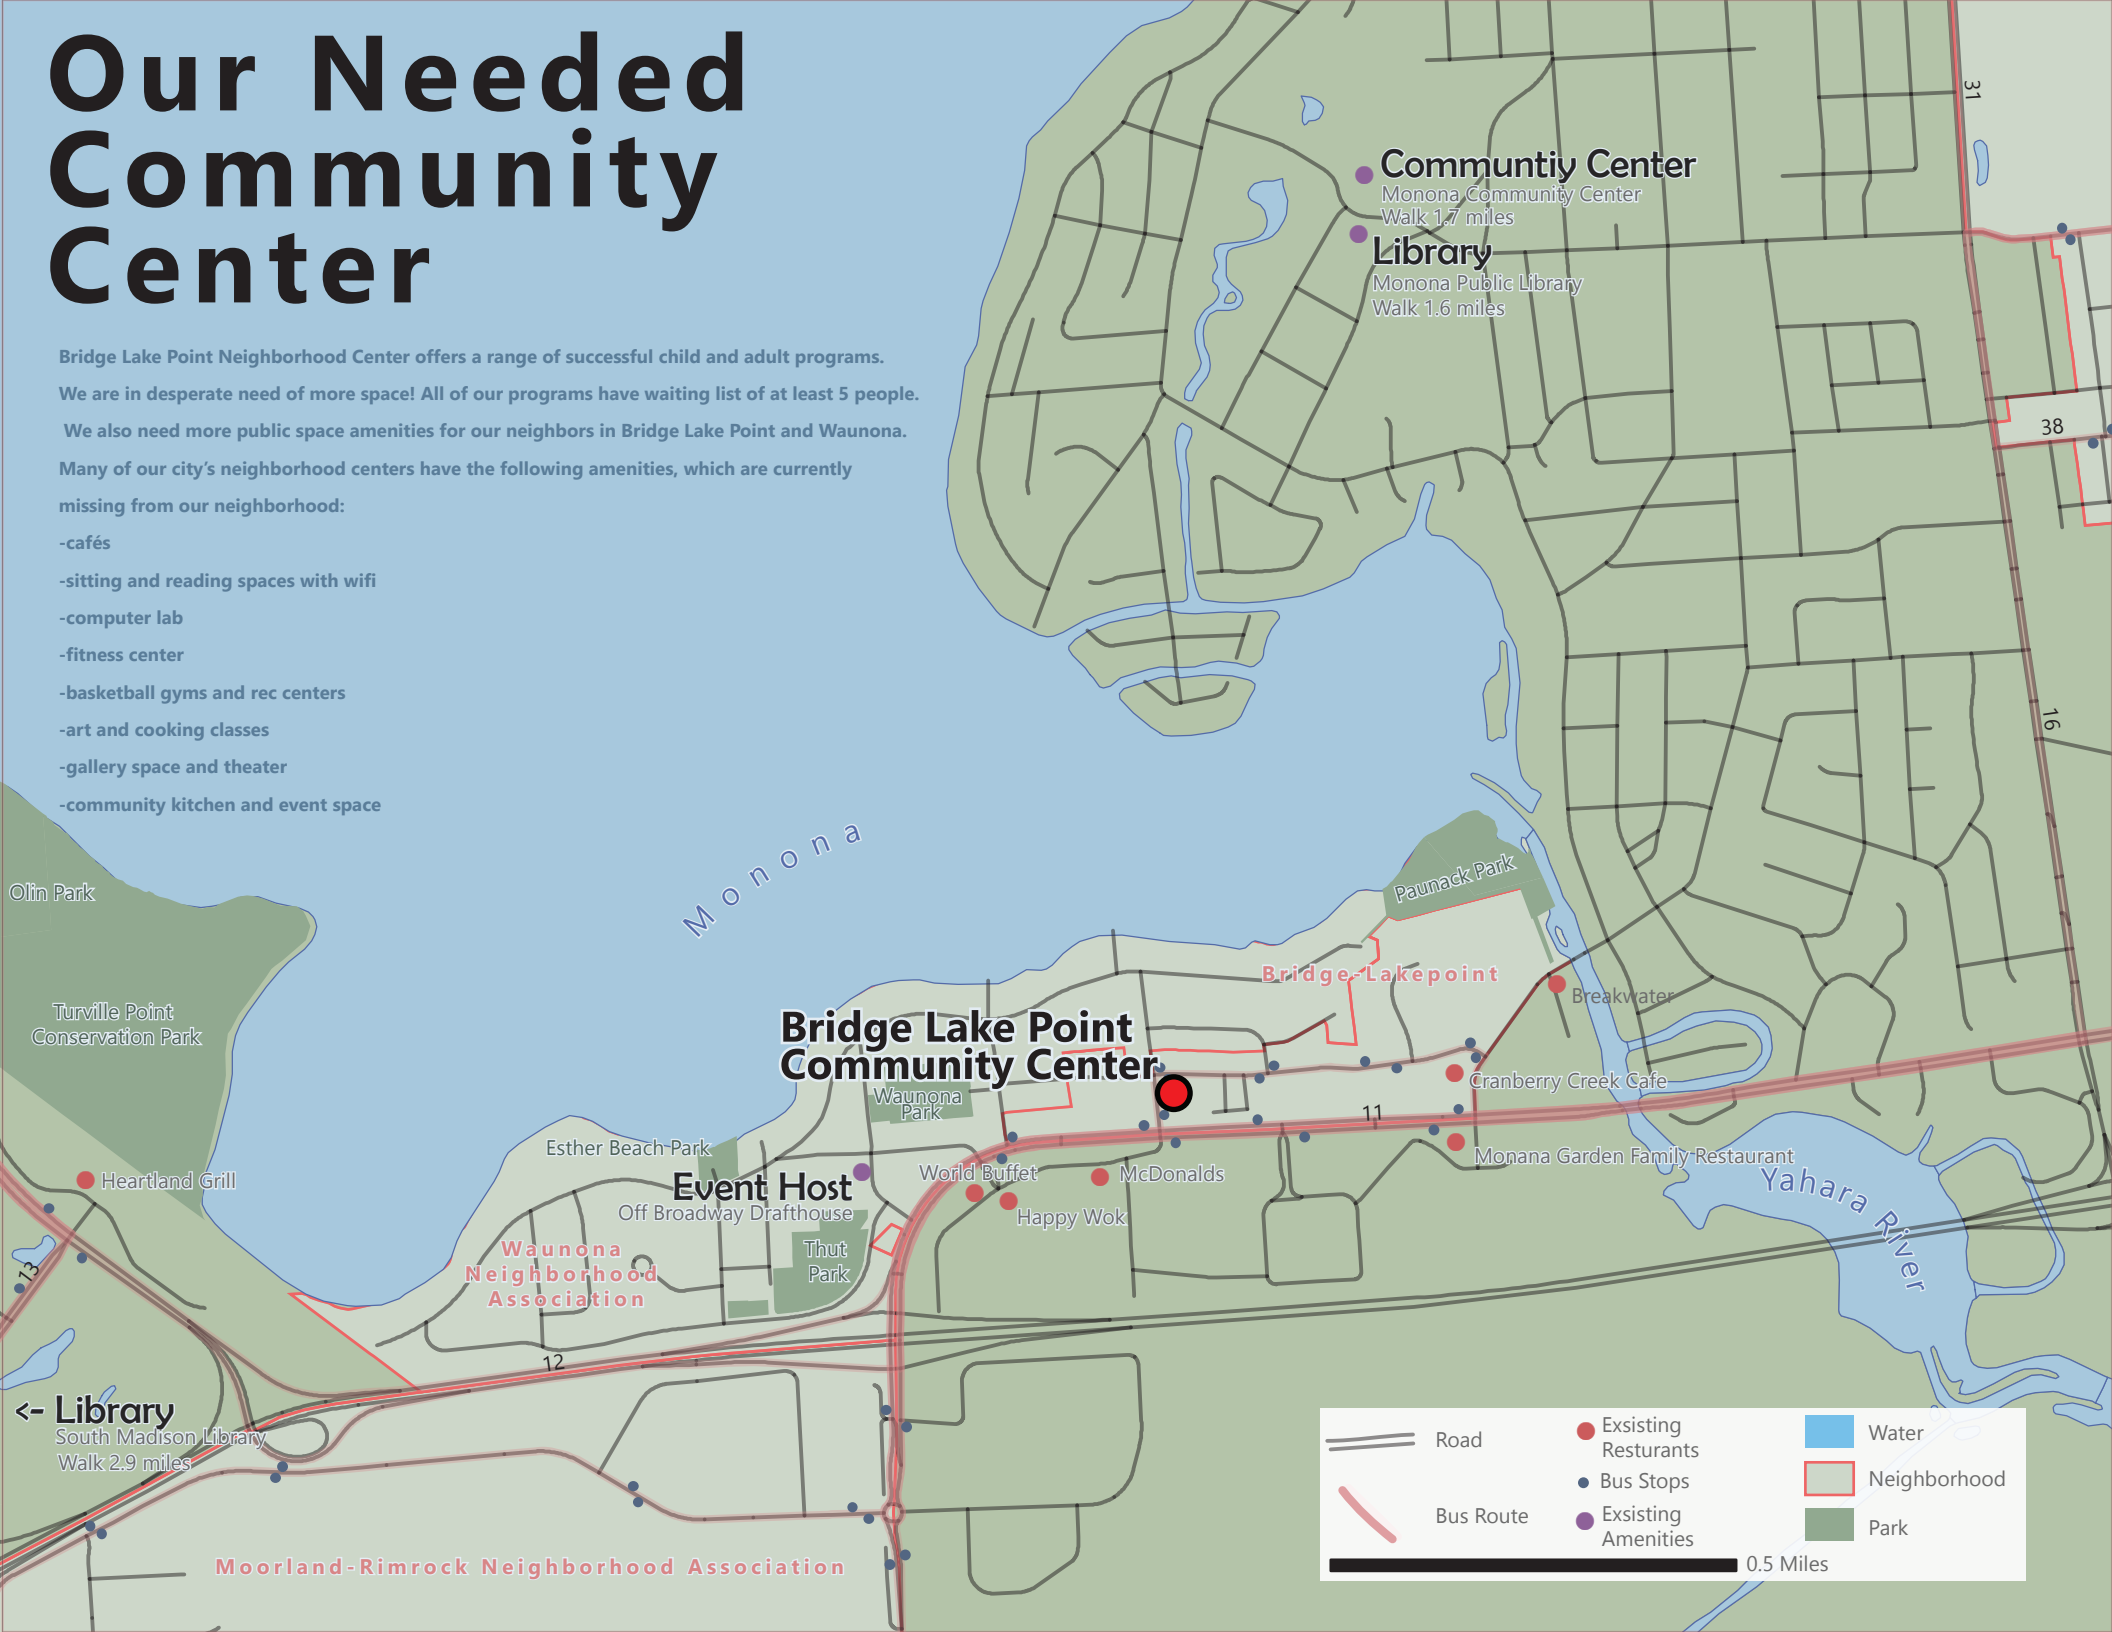 Our Needed
Community
Center
Bridge Lake Point Neighborhood Center offers a range of successful child and adult programs.
We are in desperate need of more space! All of our programs have waiting list of at least 5 people.
We also need more public space amenities for our neighbors in Bridge Lake Point and Waunona.
Many of our city’s neighborhood centers have the following amenities, which are currently
missing from our neighborhood:
-cafés
-sitting and reading spaces with wifi
-computer lab
-fitness center
-basketball gyms and rec centers
-art and cooking classes
-gallery space and theater
-community kitchen and event space
31
Communtiy Center
Monona Community Center
Walk 1.7 miles
Library
Monona Public Library
Walk 1.6 miles
38
16
Monona
Olin Park
Turville Point
Conservation Park
Paunack Park
Bridge-Lakepoint
Breakwater
Bridge Lake Point
Community Center
Waunona
Park
Cranberry Creek Cafe
11
Esther Beach Park
Monana Garden Family Restaurant
Heartland Grill
Event Host
Off Broadway Drafthouse
World Buffet
McDonalds
Happy Wok
Yahara River
Waunona
Neighborhood
Association
Thut
Park
13
12
<- Library
South Madison Library
Walk 2.9 miles
Moorland-Rimrock Neighborhood Association
Road
Bus Route
Exsisting
Resturants
Bus Stops
Exsisting
Amenities
Water
Neighborhood
Park
0.5 Miles